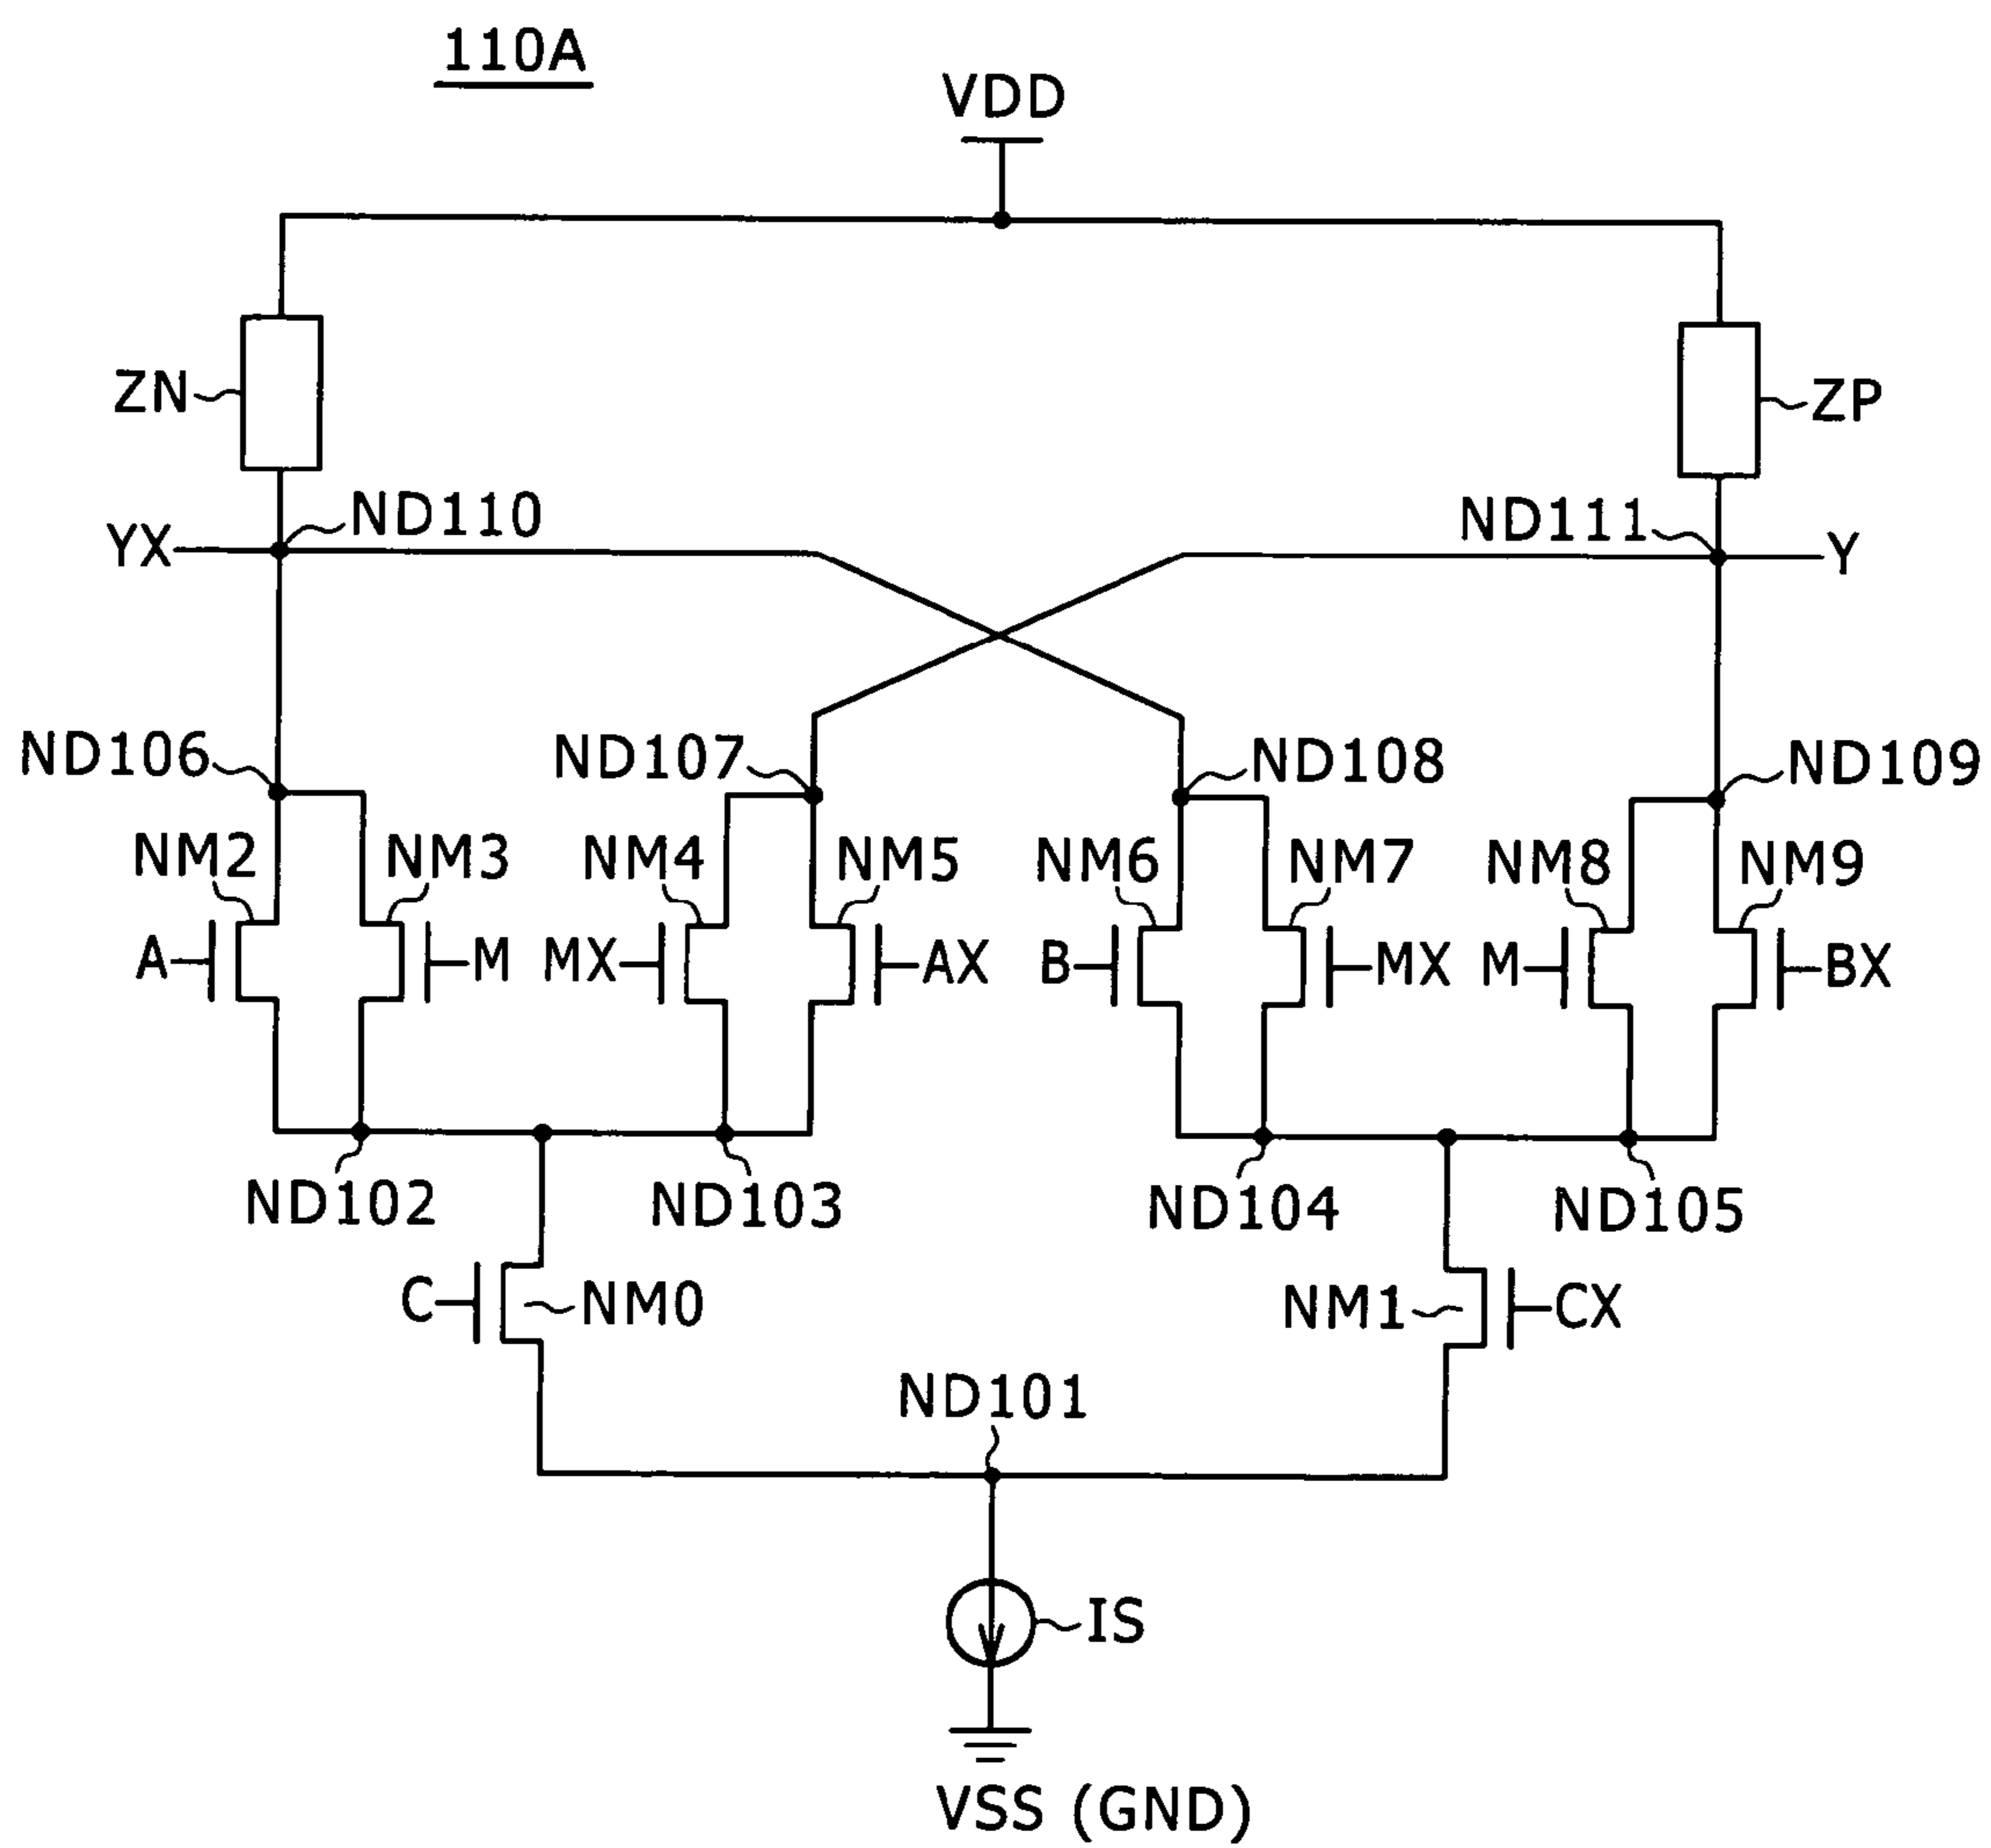 110A
VDD
ZN
ZP
YX
ND110
ND111
Y
ND106
ND107
ND108
ND109
NM2
NM3
NM4
NM5
NM6
NM7
NM8
NM9
A
M
MX
AX
B
MX
M
BX
ND102
ND103
ND104
ND105
C
NM0
NM1
CX
ND101
IS
VSS (GND)